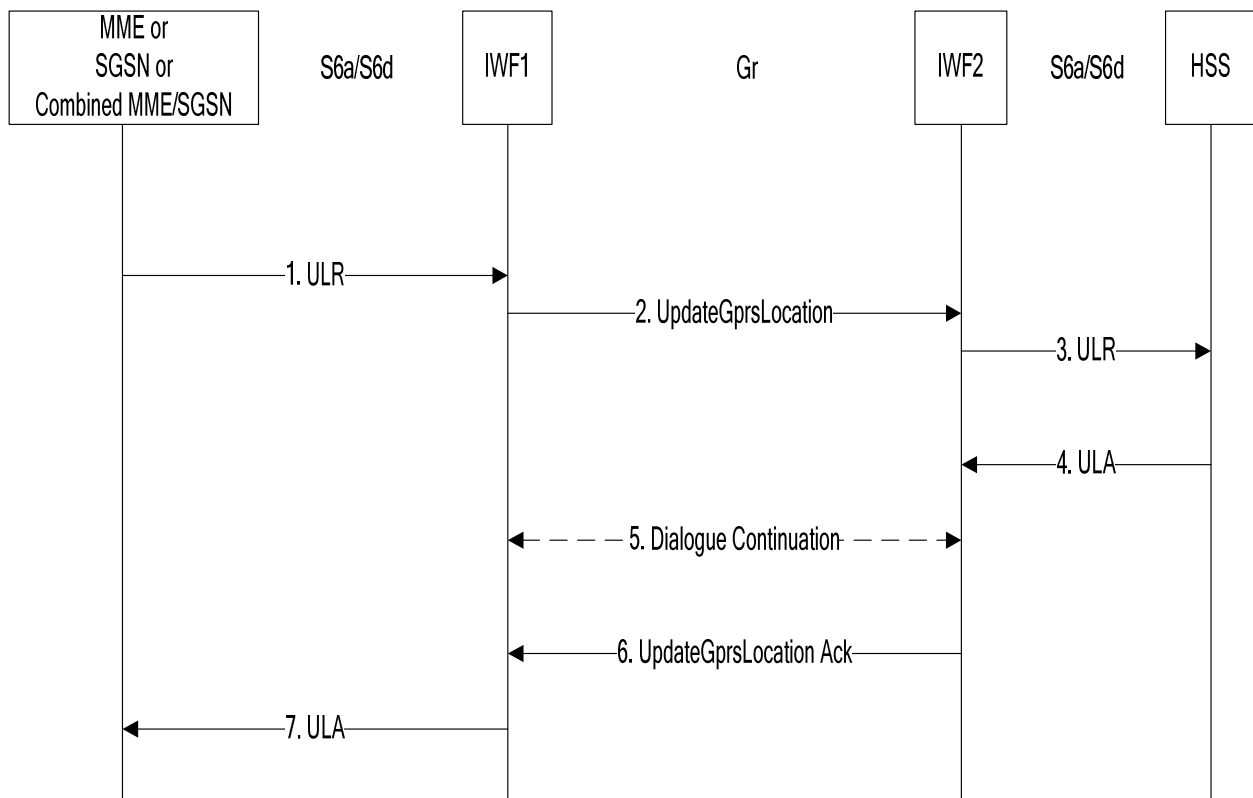 MME or
SGSN or
Combined MME/SGSN
S6a/S6d
IWF1
Gr
IWF2
S6a/S6d
HSS
1. ULR
2. UpdateGprsLocation
3. ULR
4. ULA
5. Dialogue Continuation
6. UpdateGprsLocation Ack
7. ULA